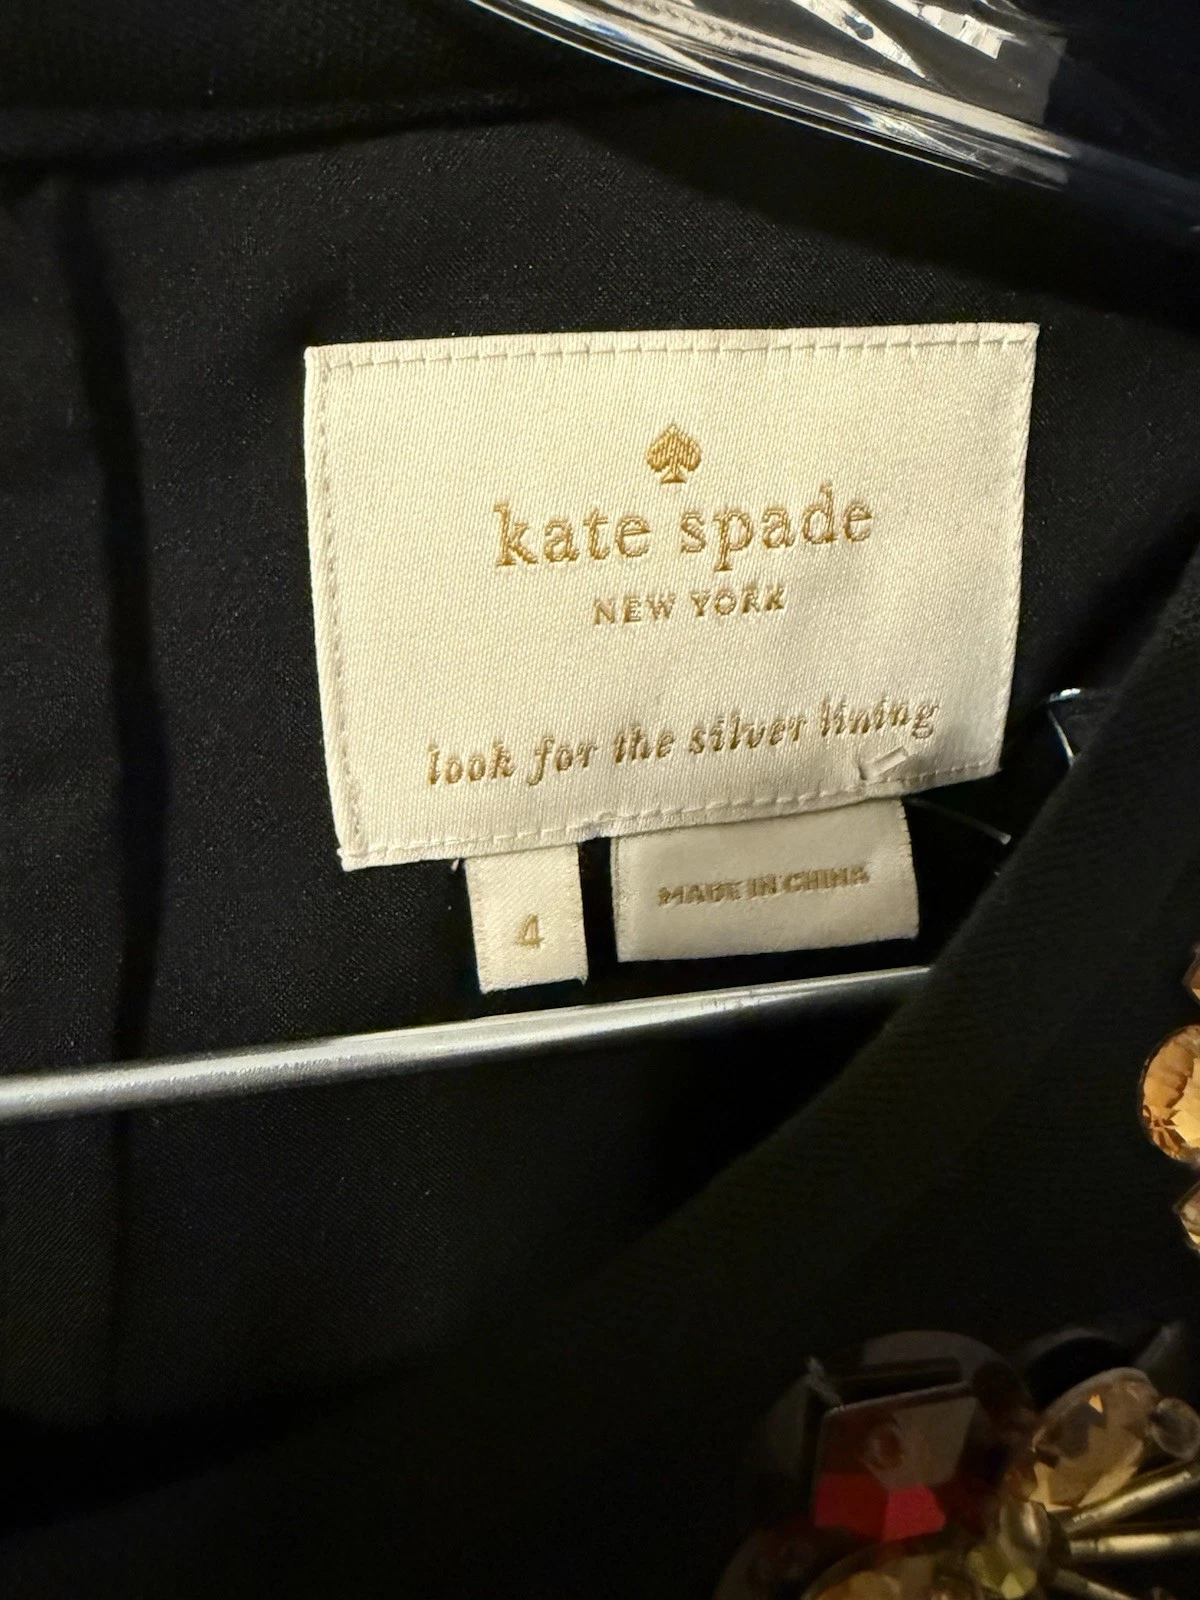 kate spade
NEW YORK
look for the silver lining
4
MADE IN CHINA